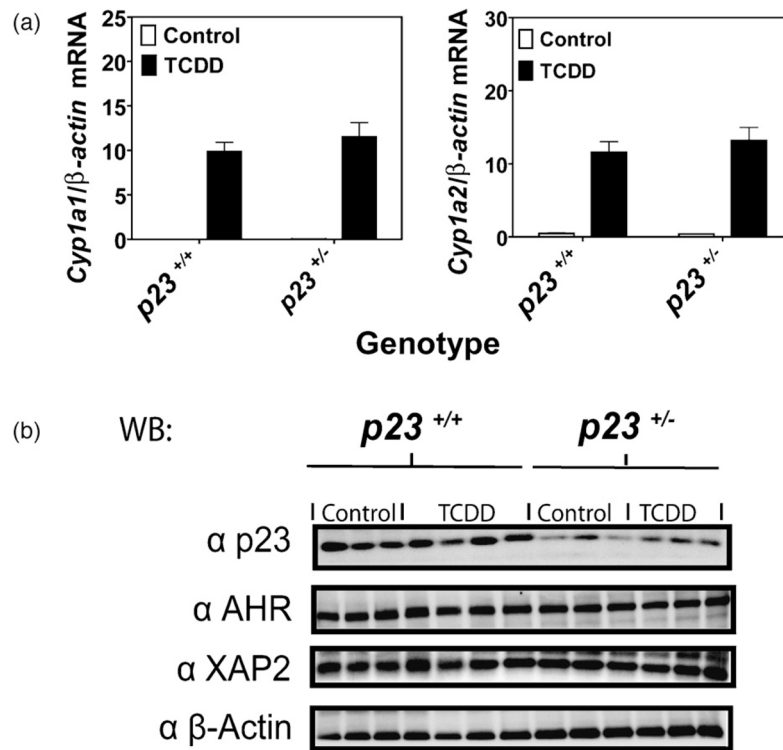 (a)
Cyp1a1/β-actin mRNA
25
20
15
10
5
0
Control
TCDD
p23 +/+
p23 +/-
Cyp1a2/β-actin mRNA
30
20
10
0
Control
TCDD
p23 +/+
p23 +/-
Genotype
(b)
WB:
p23 +/+
p23 +/-
Control
TCDD
Control
TCDD
α p23
α AHR
α XAP2
α β-Actin